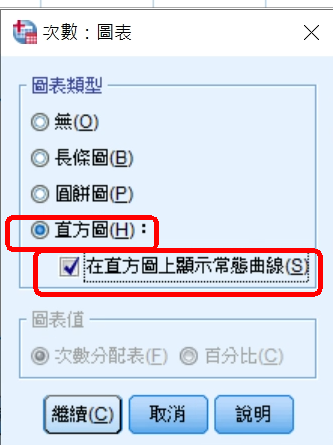 次數：圖表
圖表類型
無(O)
長條圖(B)
圓餅圖(P)
直方圖(H)：
在直方圖上顯示常態曲線(S)
圖表值
次數分配表(F) 百分比(C)
繼續(C) 取消 說明